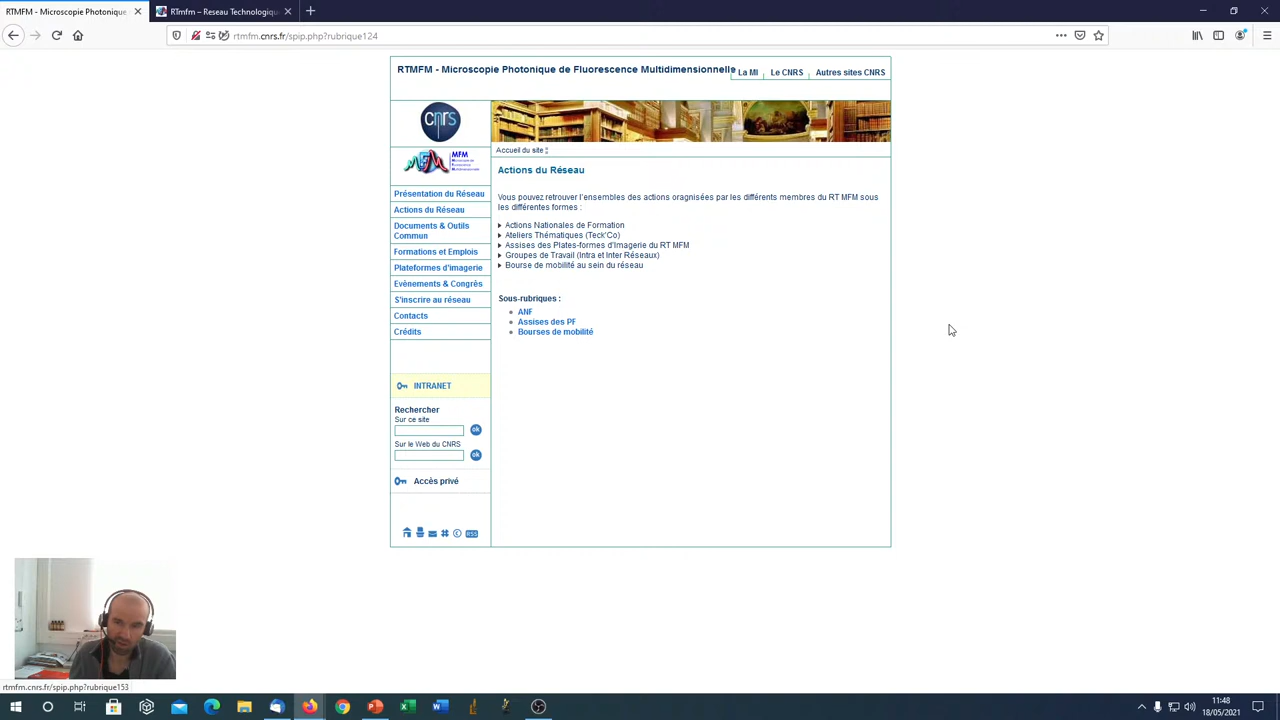 RTMFM - Microscopie Photonique
RTmfm – Reseau Technologique
rtmfm.cnrs.fr/spip.php?rubrique124
RTMFM - Microscopie Photonique de Fluorescence Multidimensionnelle
La MI
Le CNRS
Autres sites CNRS
cnrs
MFM
Accueil du site
Présentation du Réseau
Actions du Réseau
Documents & Outils
Commun
Formations et Emplois
Plateformes d'imagerie
Evènements & Congrès
S'inscrire au réseau
Contacts
Crédits
INTRANET
Rechercher
Sur ce site
ok
Sur le Web du CNRS
ok
Accès privé
RSS
Actions du Réseau
Vous pouvez retrouver l'ensembles des actions oragnisées par les différents membres du RT MFM sous
les différentes formes :
Actions Nationales de Formation
Ateliers Thématiques (Teck'Co)
Assises des Plates-formes d'Imagerie du RT MFM
Groupes de Travail (Intra et Inter Réseaux)
Bourse de mobilité au sein du réseau
Sous-rubriques :
ANF
Assises des PF
Bourses de mobilité
rtmfm.cnrs.fr/spip.php?rubrique153
11:48
18/05/2021